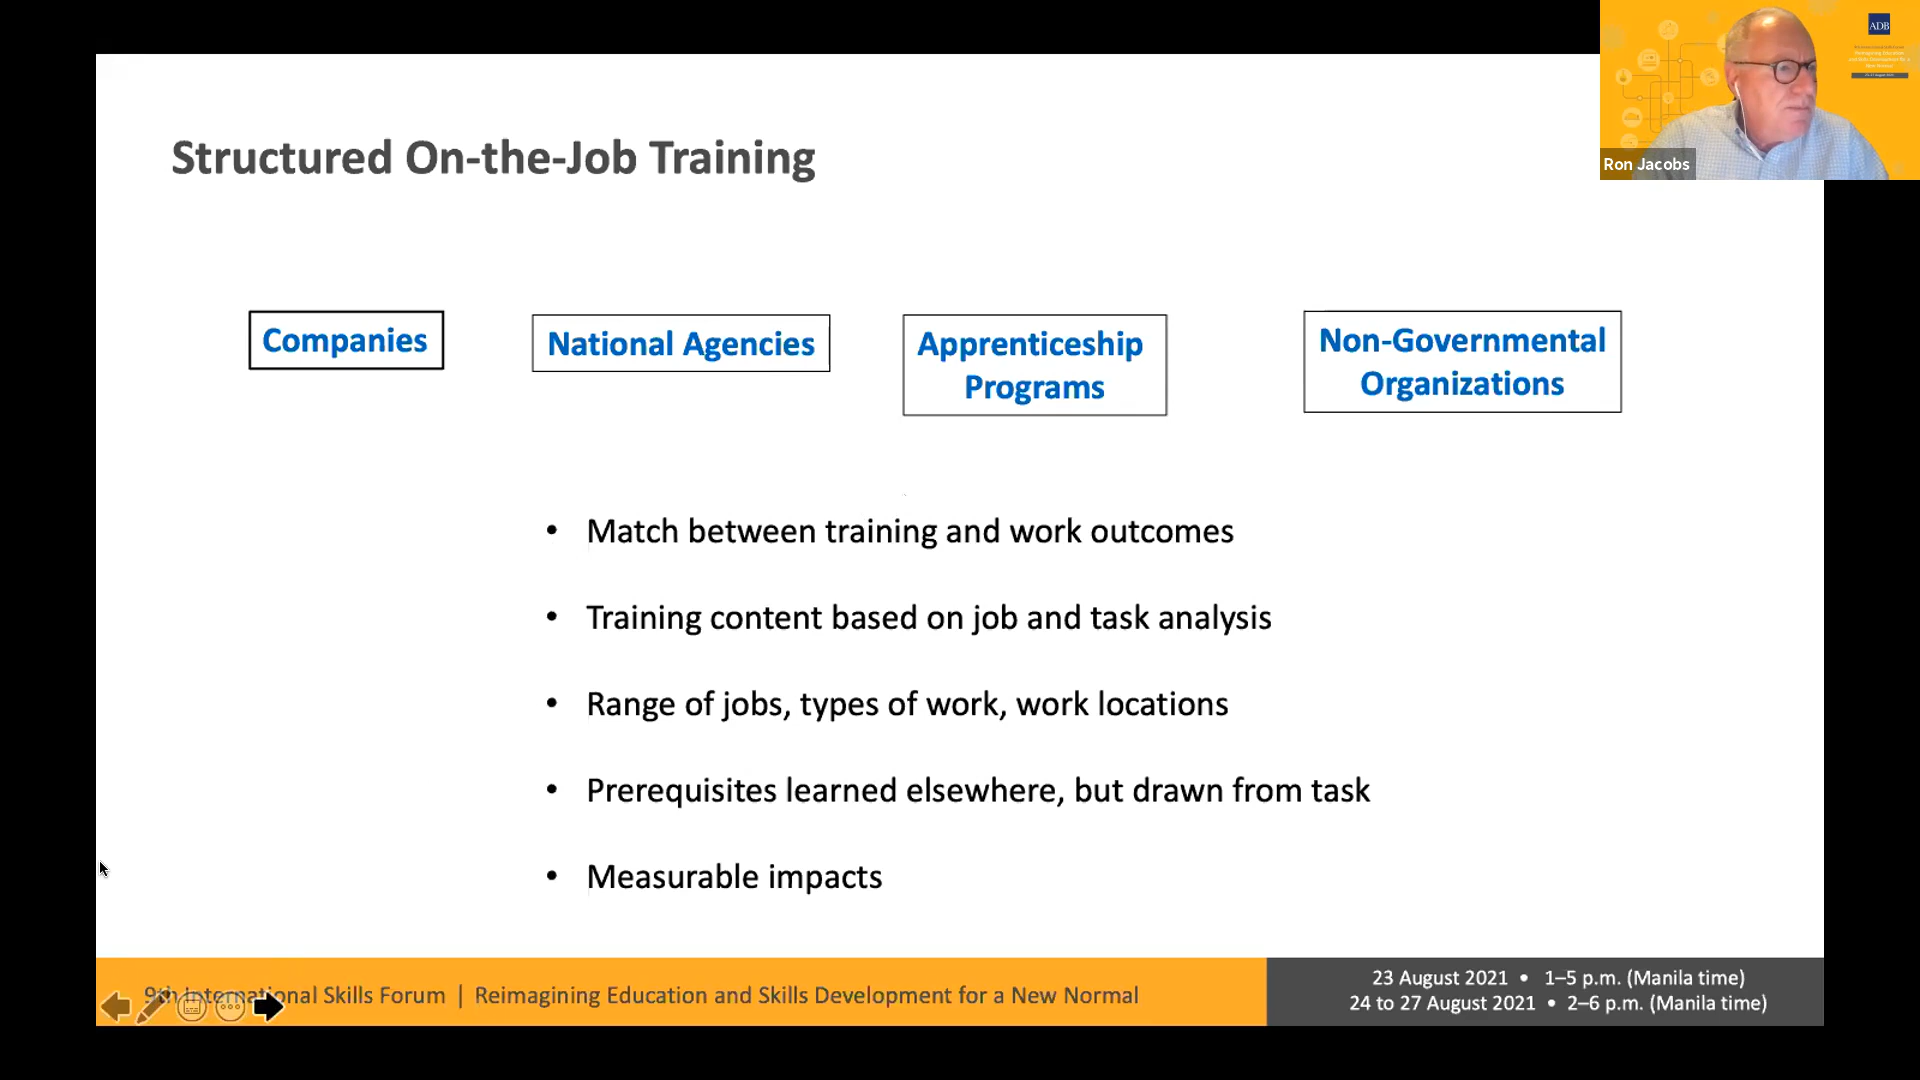 ADB
Ron Jacobs
Structured On-the-Job Training
Companies
National Agencies
Apprenticeship
Programs
Non-Governmental
Organizations
• Match between training and work outcomes
• Training content based on job and task analysis
• Range of jobs, types of work, work locations
• Prerequisites learned elsewhere, but drawn from task
• Measurable impacts
9th International Skills Forum | Reimagining Education and Skills Development for a New Normal
23 August 2021 • 1–5 p.m. (Manila time)
24 to 27 August 2021 • 2–6 p.m. (Manila time)